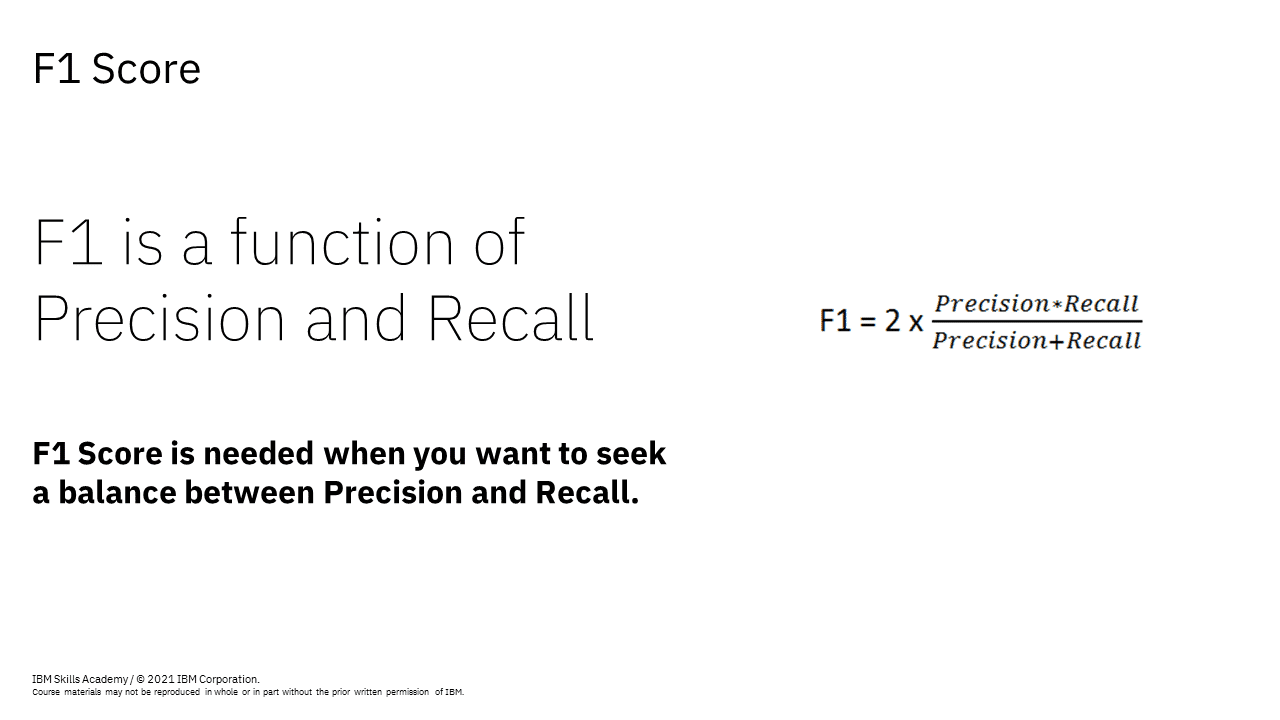 F1 Score
F1 is a function of
Precision and Recall
F1 = 2 x Precision*Recall
Precision+Recall
F1 Score is needed when you want to seek
a balance between Precision and Recall.
IBM Skills Academy / © 2021 IBM Corporation.
Course materials may not be reproduced in whole or in part without the prior written permission of IBM.